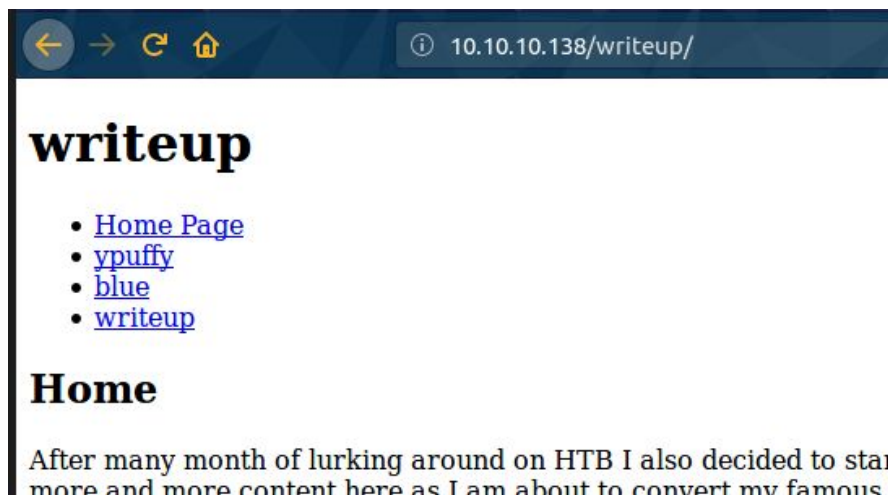 10.10.10.138/writeup/
writeup
Home Page
ypuffy
blue
writeup
Home
After many month of lurking around on HTB I also decided to star
more and more content here as I am about to convert my famous